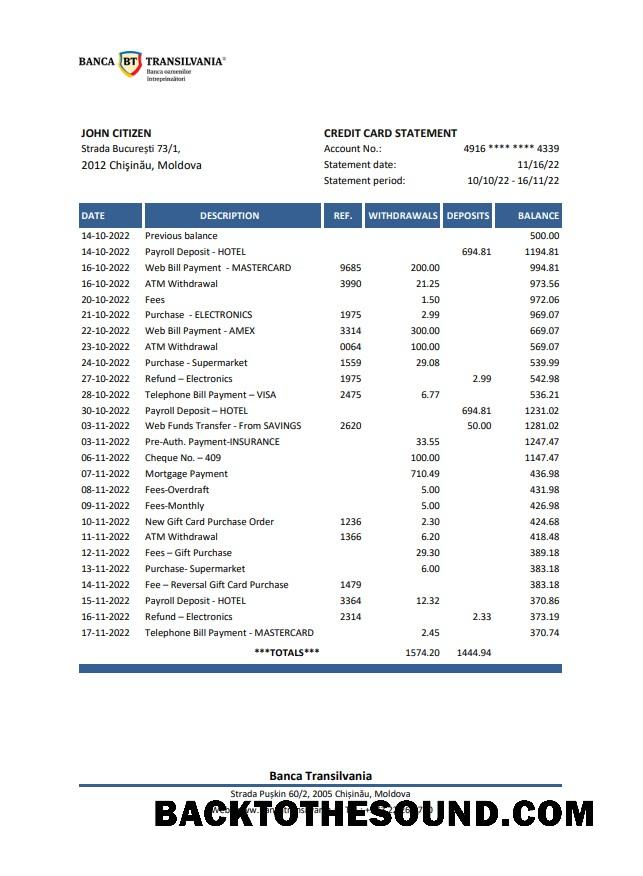 BANCA BT TRANSILVANIA®
Banca oamenilor
întreprinzători
JOHN CITIZEN
Strada București 73/1,
2012 Chişinău, Moldova
CREDIT CARD STATEMENT
Account No.: 4916 **** **** 4339
Statement date: 11/16/22
Statement period: 10/10/22 - 16/11/22
DATE DESCRIPTION REF. WITHDRAWALS DEPOSITS BALANCE
14-10-2022 Previous balance 500.00
14-10-2022 Payroll Deposit - HOTEL 694.81 1194.81
16-10-2022 Web Bill Payment - MASTERCARD 9685 200.00 994.81
16-10-2022 ATM Withdrawal 3990 21.25 973.56
20-10-2022 Fees 1.50 972.06
21-10-2022 Purchase - ELECTRONICS 1975 2.99 969.07
22-10-2022 Web Bill Payment - AMEX 3314 300.00 669.07
23-10-2022 ATM Withdrawal 0064 100.00 569.07
24-10-2022 Purchase - Supermarket 1559 29.08 539.99
27-10-2022 Refund – Electronics 1975 2.99 542.98
28-10-2022 Telephone Bill Payment – VISA 2475 6.77 536.21
30-10-2022 Payroll Deposit – HOTEL 694.81 1231.02
03-11-2022 Web Funds Transfer - From SAVINGS 2620 50.00 1281.02
03-11-2022 Pre-Auth. Payment-INSURANCE 33.55 1247.47
06-11-2022 Cheque No. – 409 100.00 1147.47
07-11-2022 Mortgage Payment 710.49 436.98
08-11-2022 Fees-Overdraft 5.00 431.98
09-11-2022 Fees-Monthly 5.00 426.98
10-11-2022 New Gift Card Purchase Order 1236 2.30 424.68
11-11-2022 ATM Withdrawal 1366 6.20 418.48
12-11-2022 Fees – Gift Purchase 29.30 389.18
13-11-2022 Purchase- Supermarket 6.00 383.18
14-11-2022 Fee – Reversal Gift Card Purchase 1479 383.18
15-11-2022 Payroll Deposit - HOTEL 3364 12.32 370.86
16-11-2022 Refund – Electronics 2314 2.33 373.19
17-11-2022 Telephone Bill Payment - MASTERCARD 2.45 370.74
***TOTALS*** 1574.20 1444.94
Banca Transilvania
Strada Pușkin 60/2, 2005 Chișinău, Moldova
BACKTOTHESOUND.COM